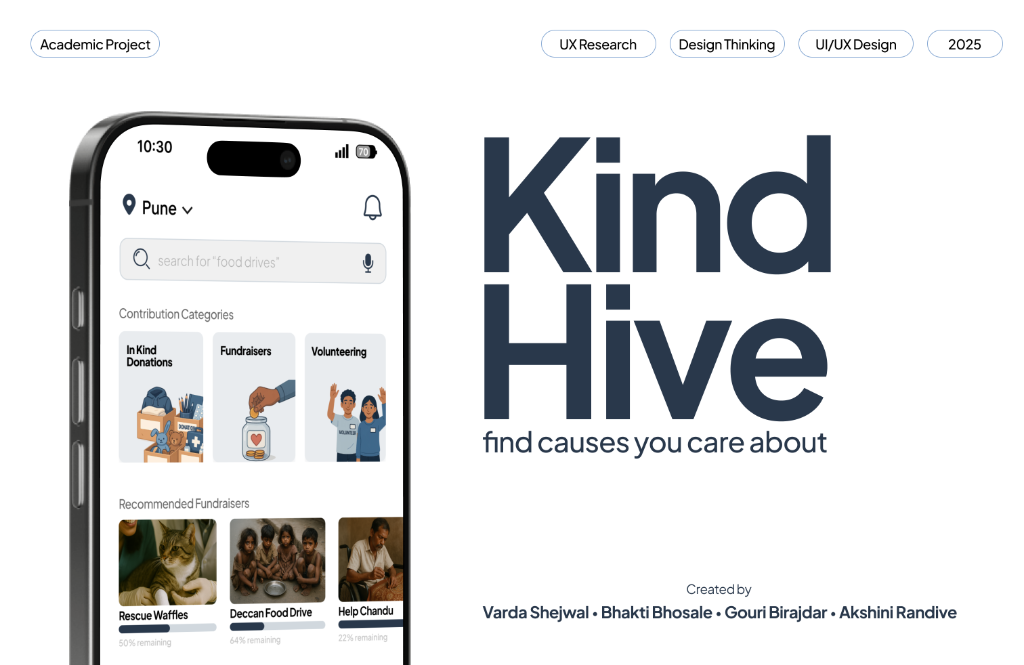 Academic Project
UX Research
Design Thinking
UI/UX Design
2025
10:30
70
Pune
search for "food drives"
Contribution Categories
In Kind
Donations
Fundraisers
Volunteering
Recommended Fundraisers
Rescue Waffles
50% remaining
Deccan Food Drive
64% remaining
Help Chandu
22% remaining
Kind
Hive
find causes you care about
Created by
Varda Shejwal • Bhakti Bhosale • Gouri Birajdar • Akshini Randive